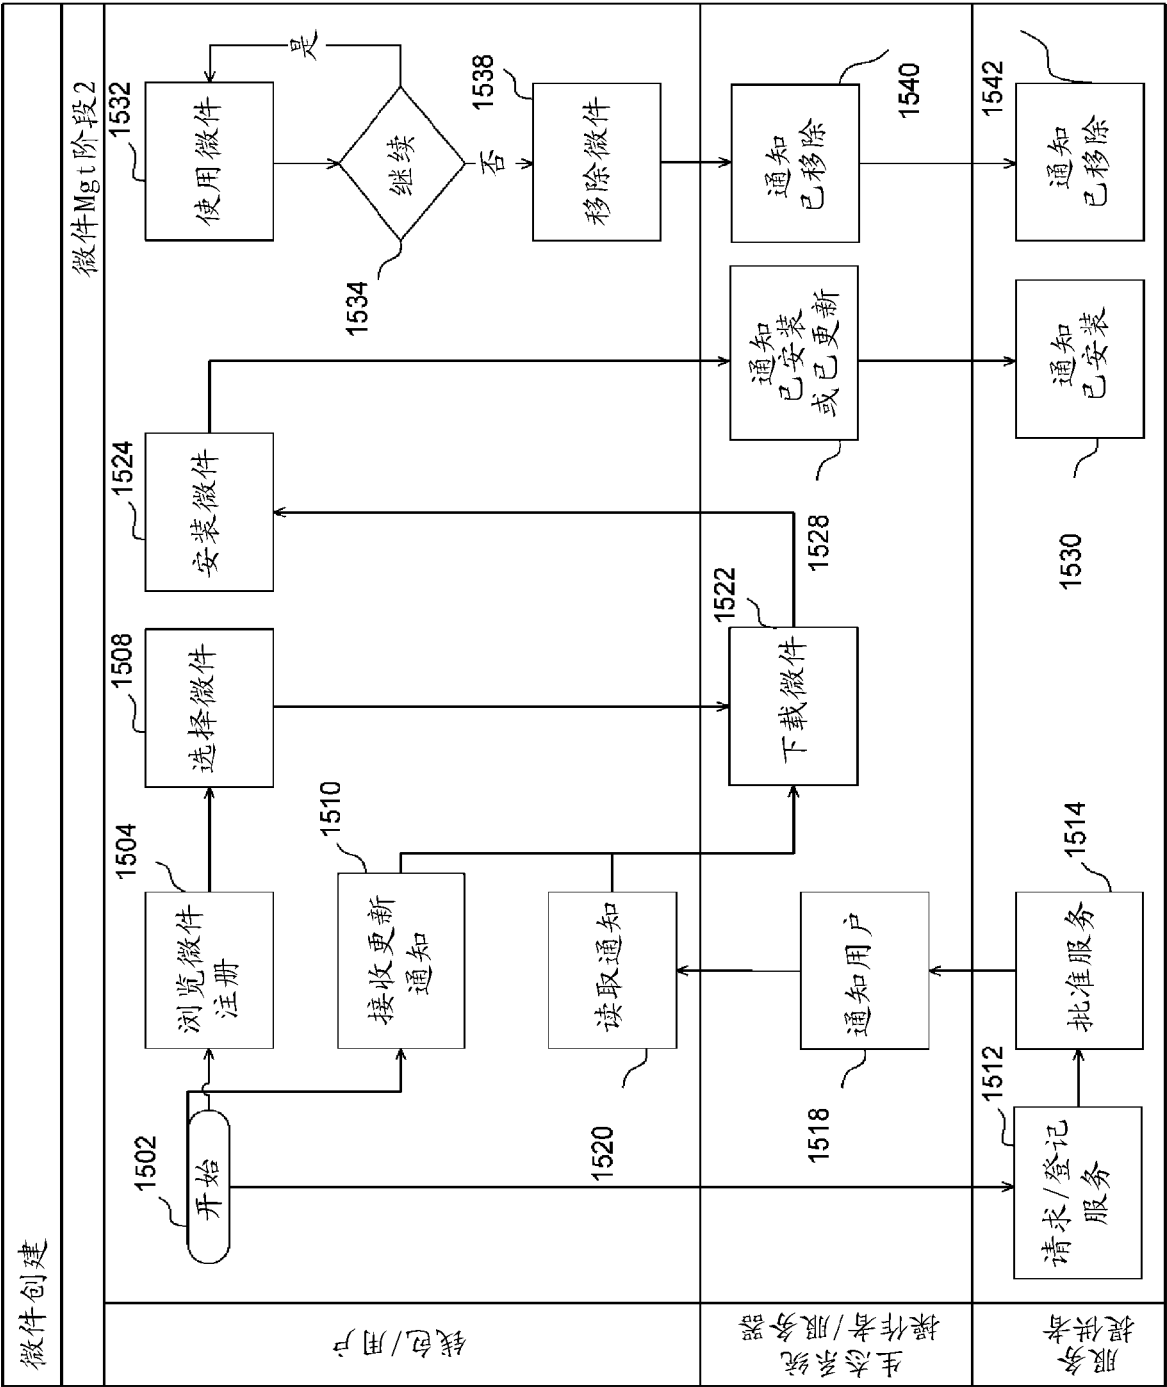 微件创建
微件Mgt阶段2
钱包/用户
1502
开始
1504
浏览微件
注册
1508
选择微件
1524
安装微件
1532
使用微件
是
继续
1534
否
1538
移除微件
1510
接收更新
通知
1520
读取通知
生态系统
操作者/服务器
1518
通知用户
1522
下载微件
1528
通知
已安装
或已更新
1540
通知
已移除
服务
提供者
1512
请求/登记
服务
1514
批准服务
1530
通知
已安装
1542
通知
已移除